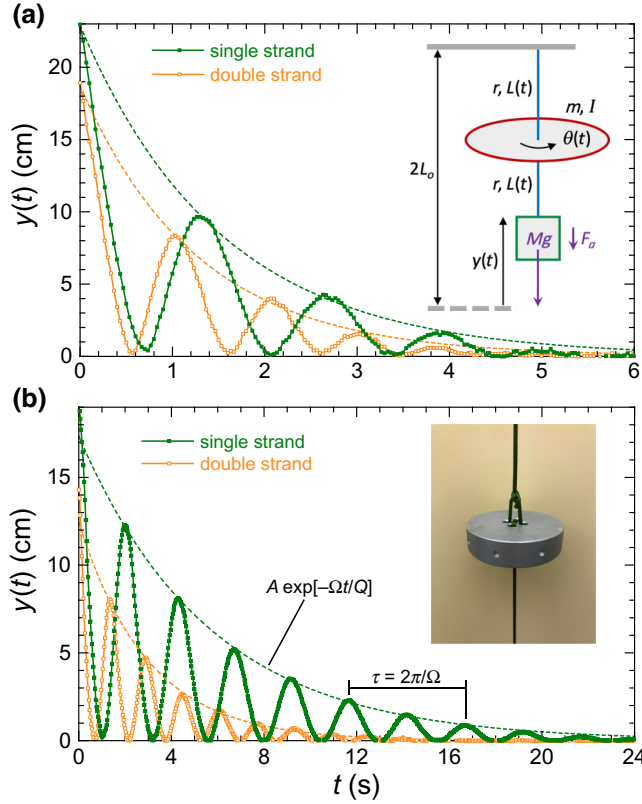 (a)
single strand
double strand
y(t) (cm)
20
15
10
5
0
0 1 2 3 4 5 6
2L₀
r, L(t)
m, I
θ(t)
r, L(t)
Mg
Fₐ
y(t)
(b)
single strand
double strand
y(t) (cm)
15
10
5
0
A exp[−Ωt/Q]
τ = 2π/Ω
0 4 8 12 16 20 24
t (s)